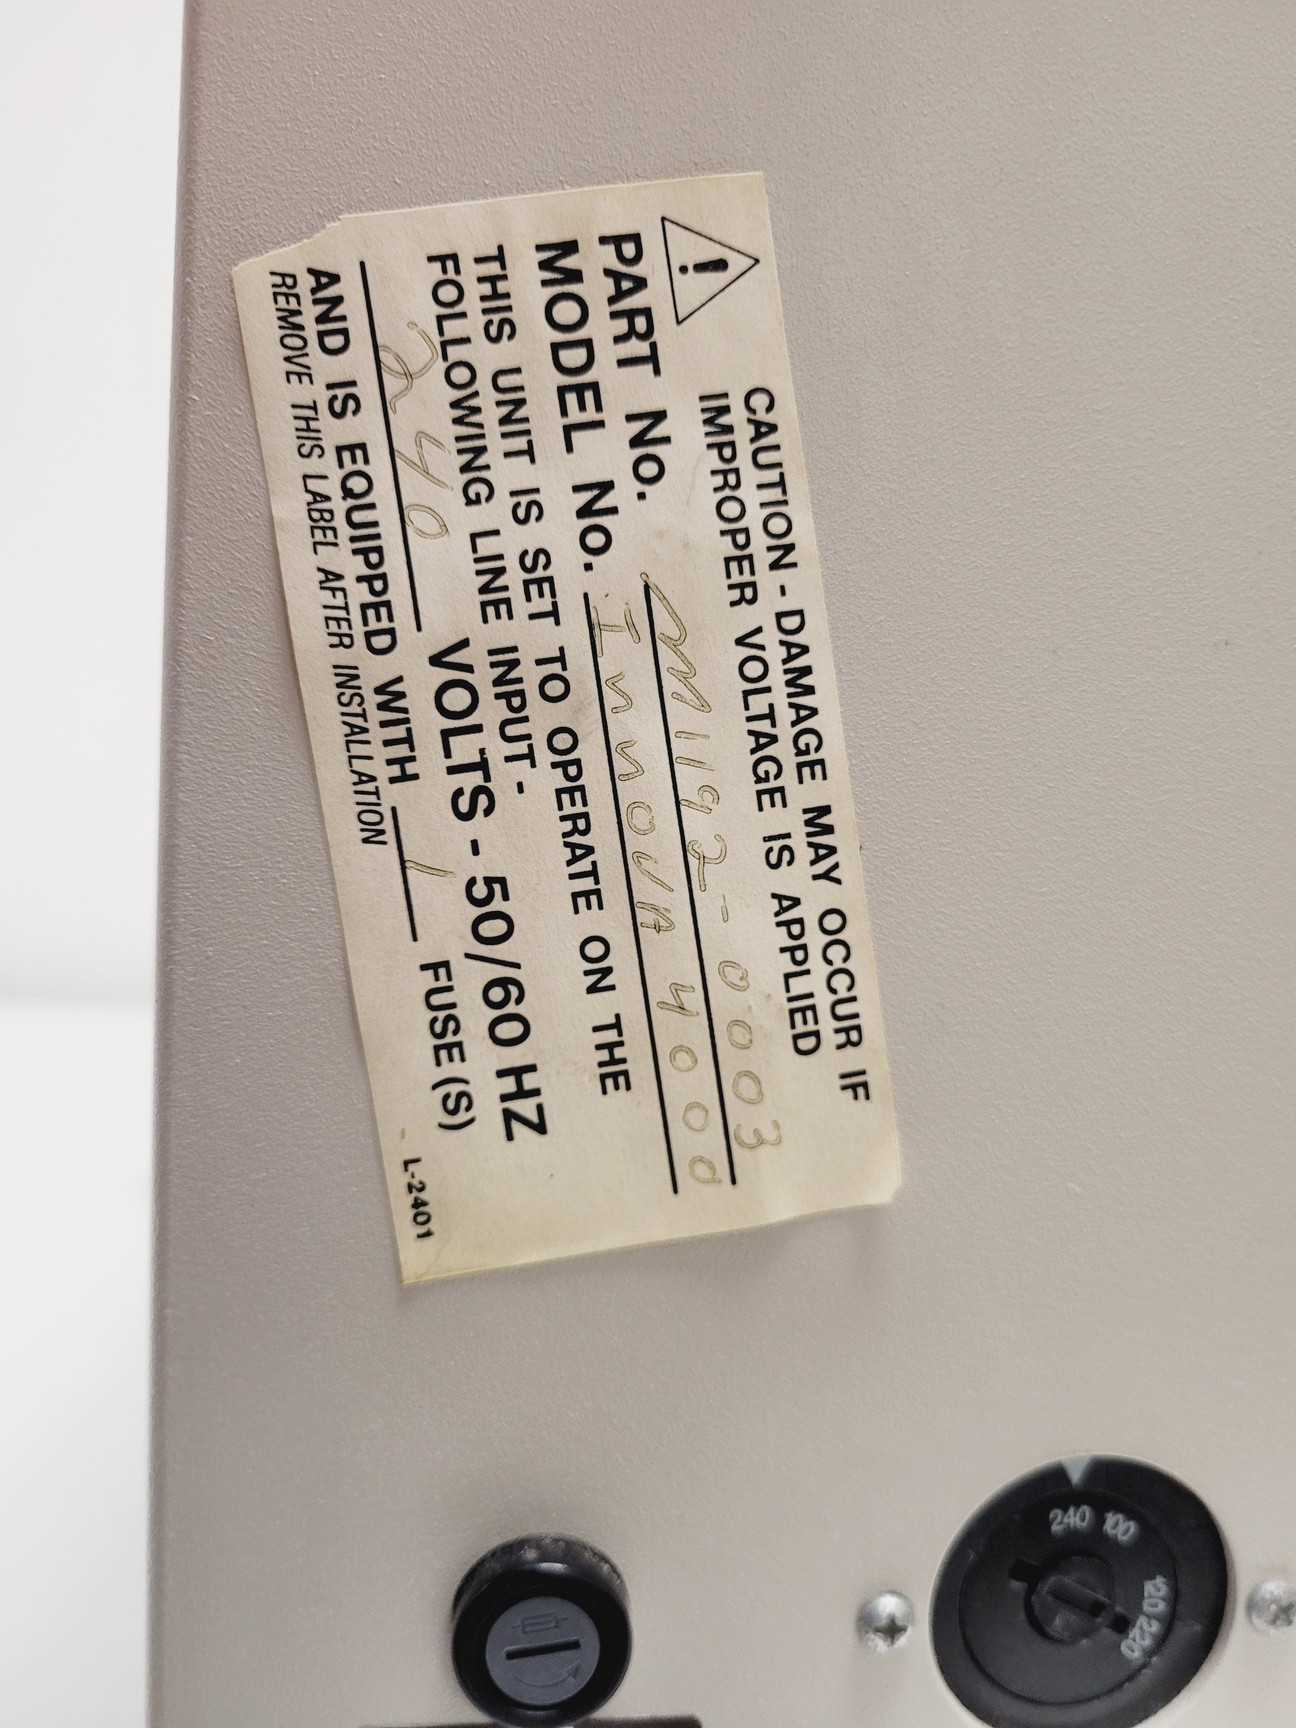 CAUTION - DAMAGE MAY OCCUR IF
IMPROPER VOLTAGE IS APPLIED
PART No. M1192-0003
MODEL No. Innova 4000
THIS UNIT IS SET TO OPERATE ON THE
FOLLOWING LINE INPUT -
240 VOLTS - 50/60 HZ
AND IS EQUIPPED WITH 1 FUSE (S)
REMOVE THIS LABEL AFTER INSTALLATION
L-2401
240 100
120 220